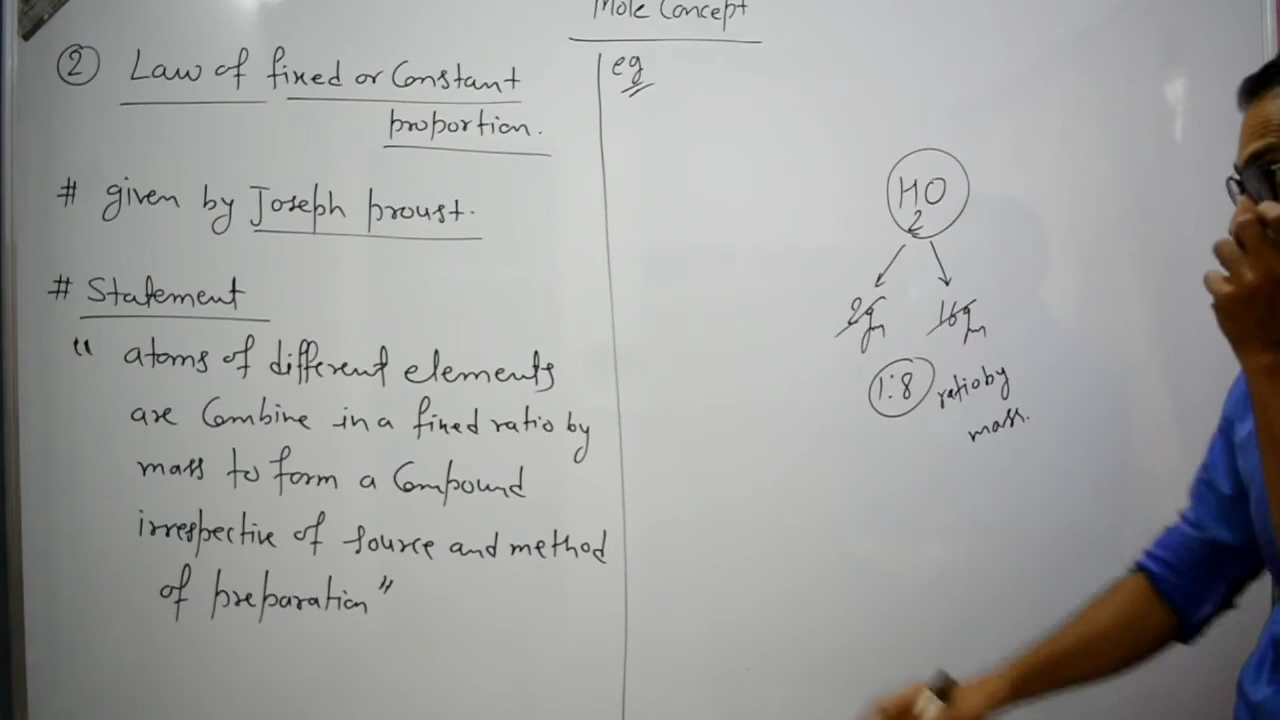 Mole Concept
② Law of fixed or Constant
proportion.
# given by Joseph proust.
# Statement
“ atoms of different elements
are Combine in a fixed ratio by
mass to form a Compound
irrespective of source and method
of preparation ”
eg
H2O
2gm 16gm
1:8 ratio by
mass.